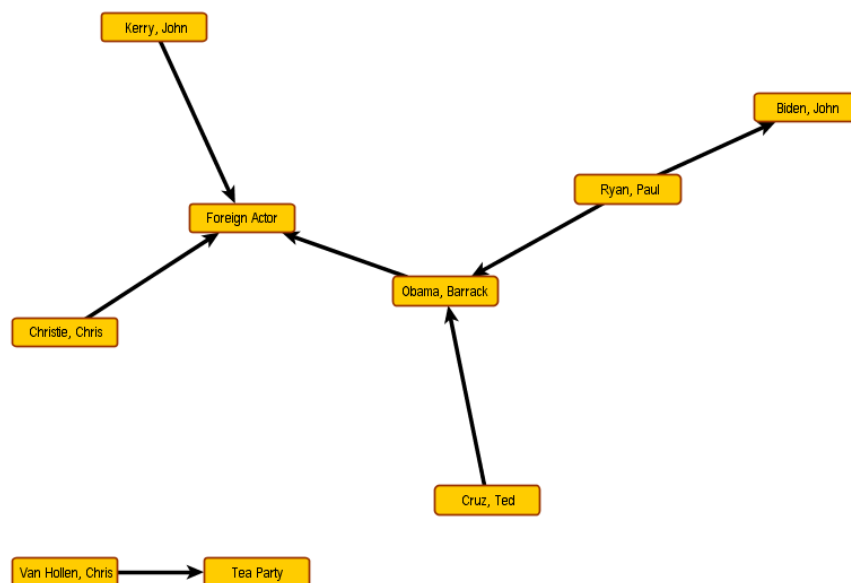 Kerry, John
Biden, John
Ryan, Paul
Foreign Actor
Obama, Barrack
Christie, Chris
Cruz, Ted
Van Hollen, Chris
Tea Party